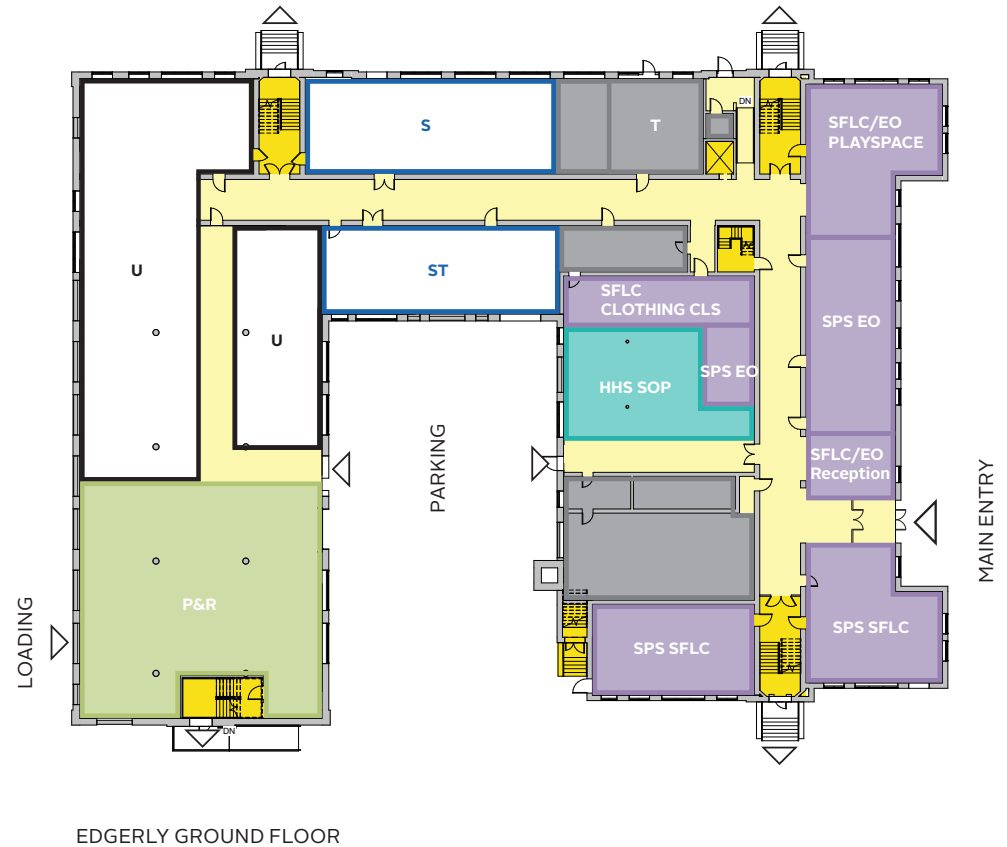 S
T
DN
SFLC/EO
PLAYSPACE
U
U
ST
SFLC
CLOTHING CLS
SPS EO
SPS EO
HHS SOP
SFLC/EO
Reception
PARKING
MAIN ENTRY
LOADING
P&R
SPS SFLC
SPS SFLC
DN
EDGERLY GROUND FLOOR